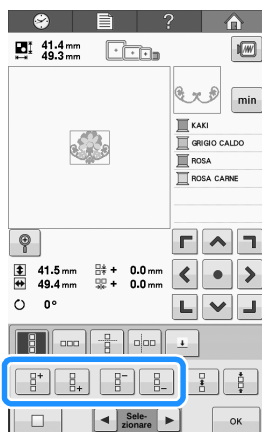 ?
41.4 mm
49.3 mm
min
KAKI
GRIGIO CALDO
ROSA
ROSA CARNE
41.5 mm + 0.0 mm
49.4 mm + 0.0 mm
0°
Sele-
zionare
OK